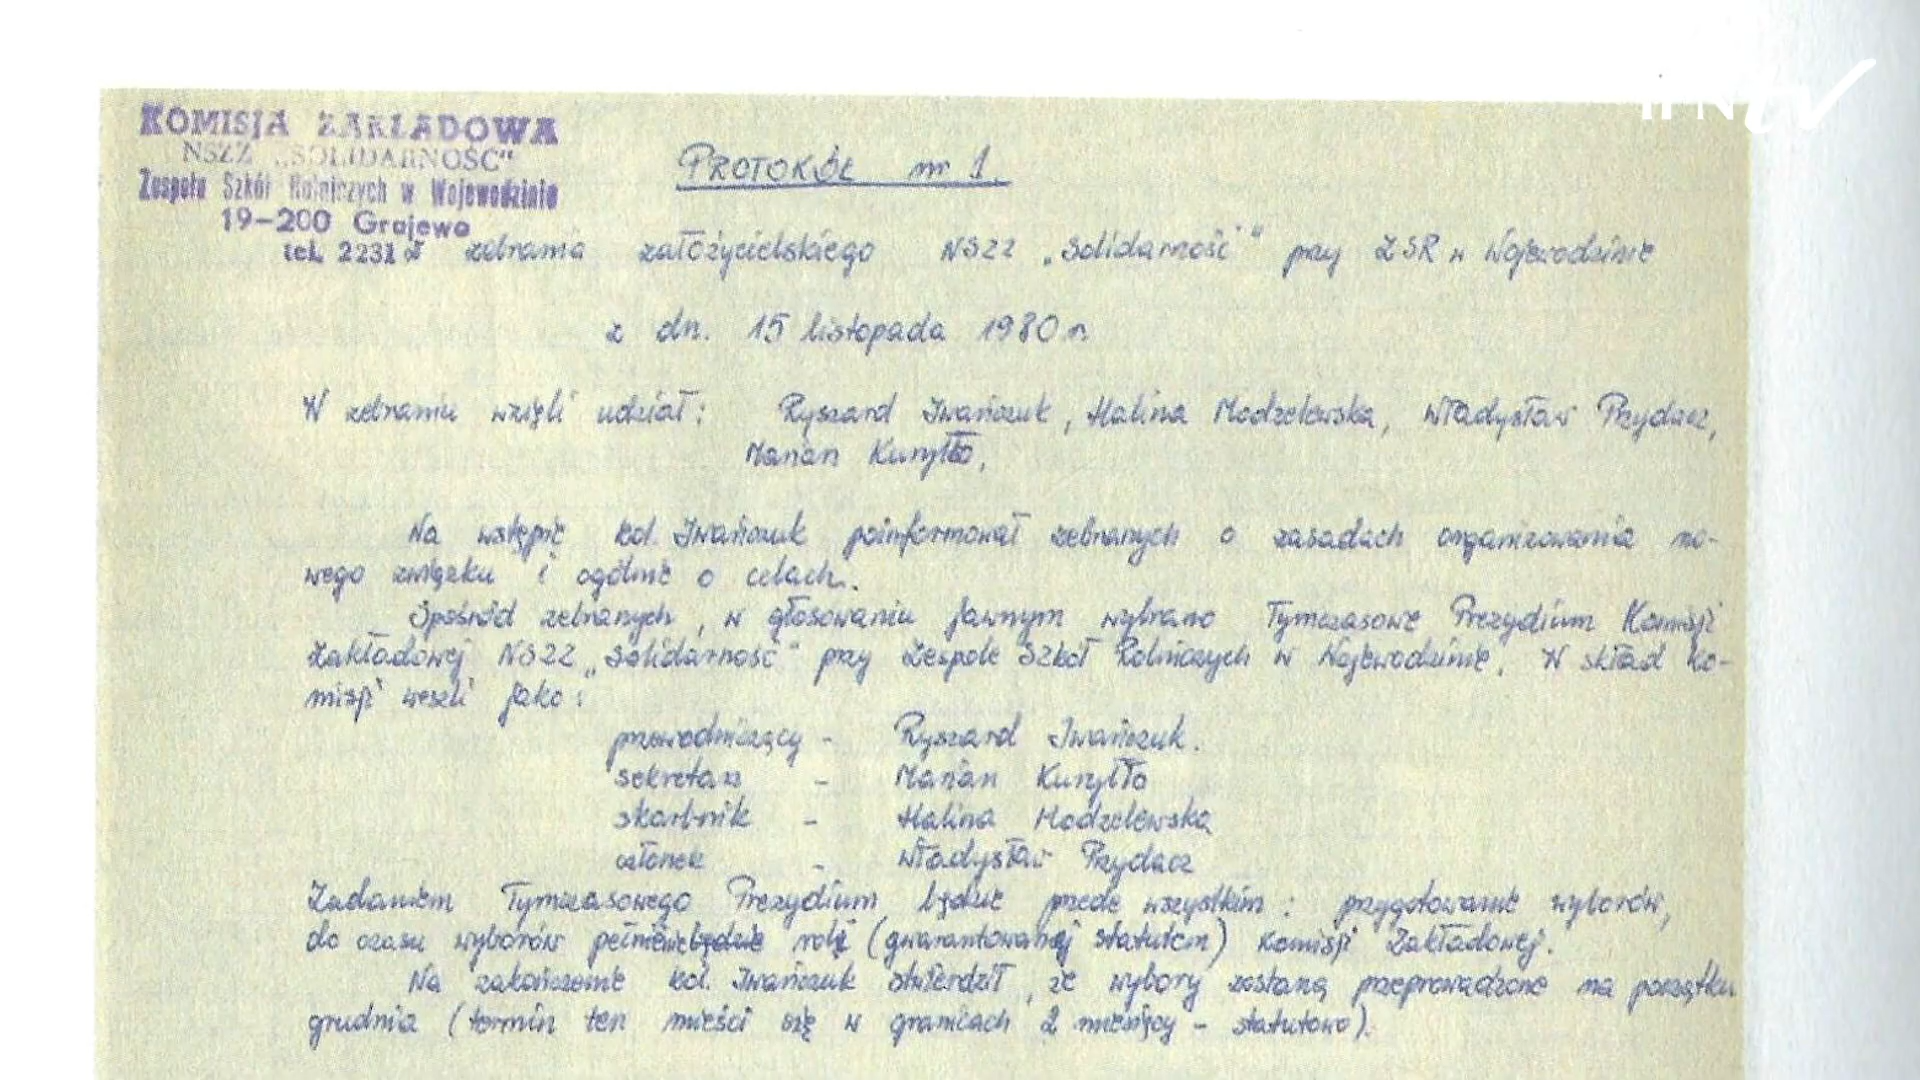 IPNtv
KOMISJA ZAKŁADOWA
NSZZ „SOLIDARNOŚĆ“
Zespołu Szkół Rolniczych w Wojewodzinie
19-200 Grajewo
tel. 2231
PROTOKÓŁ nr 1.
z zebrania założycielskiego NSZZ „Solidarność“ przy ZSR w Wojewodzinie
z dn. 15 listopada 1980 r.
W zebraniu wzięli udział: Ryszard Iwańczuk, Halina Modzelewska, Władysław Przydacz,
Marian Kuryłło,
Na wstępie kol. Iwańczuk poinformował zebranych o zasadach organizowania no-
wego związku i ogólnie o celach.
Spośród zebranych, w głosowaniu jawnym wybrano Tymczasowe Prezydium Komisji
Zakładowej NSZZ „Solidarność“ przy Zespole Szkół Rolniczych w Wojewodzinie. W skład Ko-
misji weszli jako:
przewodniczący - Ryszard Iwańczuk.
sekretarz - Marian Kuryłło
skarbnik - Halina Modzelewska
członek - Władysław Przydacz
Zadaniem Tymczasowego Prezydium będzie przede wszystkim: przygotowanie wyborów,
do czasu wyborów pełnienie rolę (gwarantowanej statutem) Komisji Zakładowej.
Na zakończenie kol. Iwańczuk stwierdził, że wybory zostaną przeprowadzone na początku
grudnia (termin ten mieści się w granicach 2 miesięcy - statutowo).